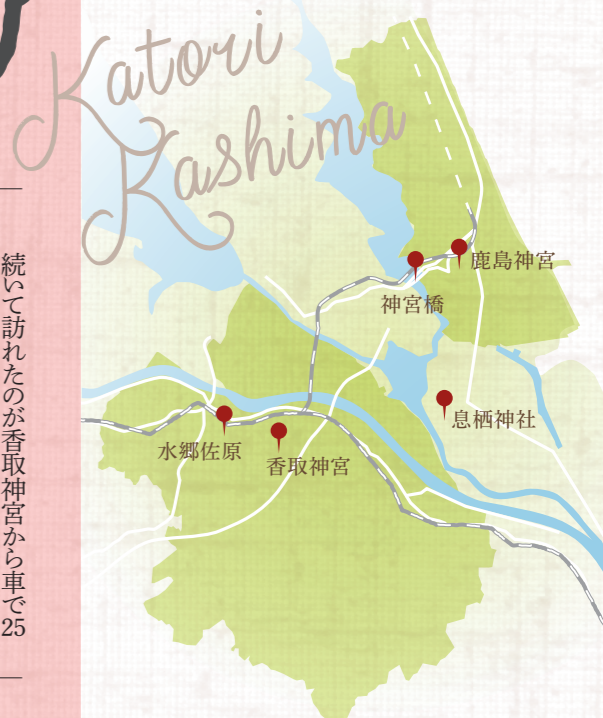 Katori
Kashima
鹿島神宮
神宮橋
息栖神社
水郷佐原
香取神宮
続いて訪れたのが香取神宮から車で25